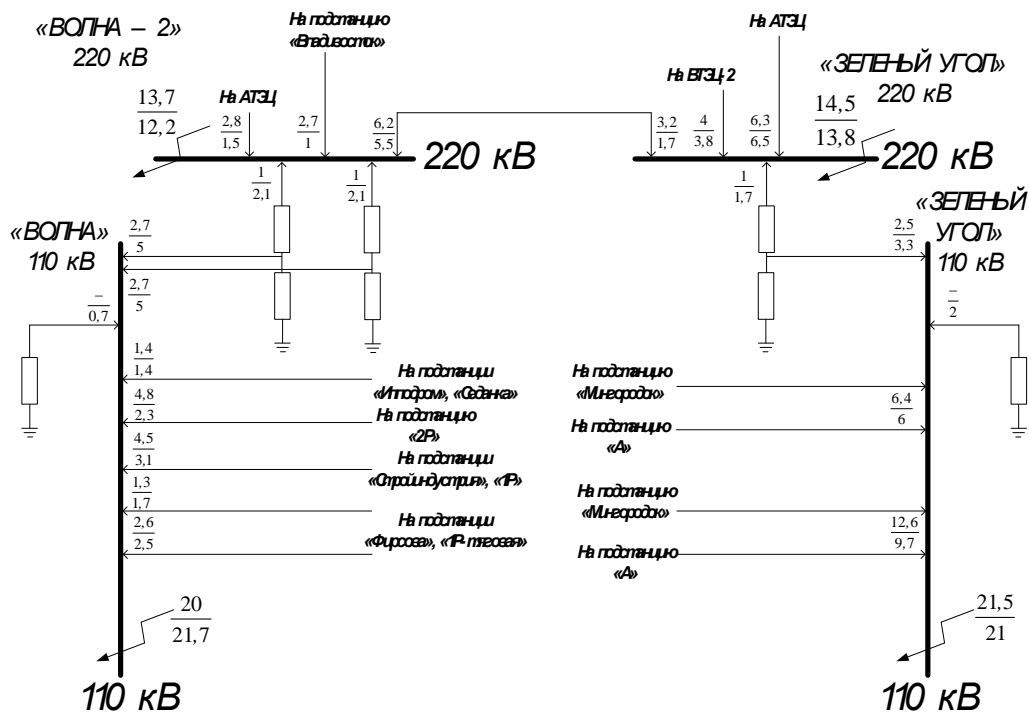 «ВОЛНА – 2»
220 кВ
На подстанцию
«Владивосток»
На АТЭЦ
На АТЭЦ
На ВТЭЦ-2
«ЗЕЛЕНЫЙ УГОЛ»
220 кВ
13,7
12,2
2,8
1,5
2,7
1
6,2
5,5
3,2
1,7
4
3,8
6,3
6,5
14,5
13,8
220 кВ
220 кВ
1
2,1
1
2,1
1
1,7
«ВОЛНА»
110 кВ
2,7
5
2,7
5
2,5
3,3
«ЗЕЛЕНЫЙ
УГОЛ»
110 кВ
–
0,7
–
2
1,4
1,4
На подстанции
«Ипподром», «Седанка»
4,8
2,3
На подстанцию
«2Р»
4,5
3,1
На подстанции
«Стройиндустрия», «1Р»
1,3
1,7
2,6
2,5
На подстанции
«Фирсова», «1Р-тяговая»
На подстанцию
«Мингородок»
6,4
6
На подстанцию
«А»
На подстанцию
«Мингородок»
12,6
9,7
На подстанцию
«А»
20
21,7
21,5
21
110 кВ
110 кВ